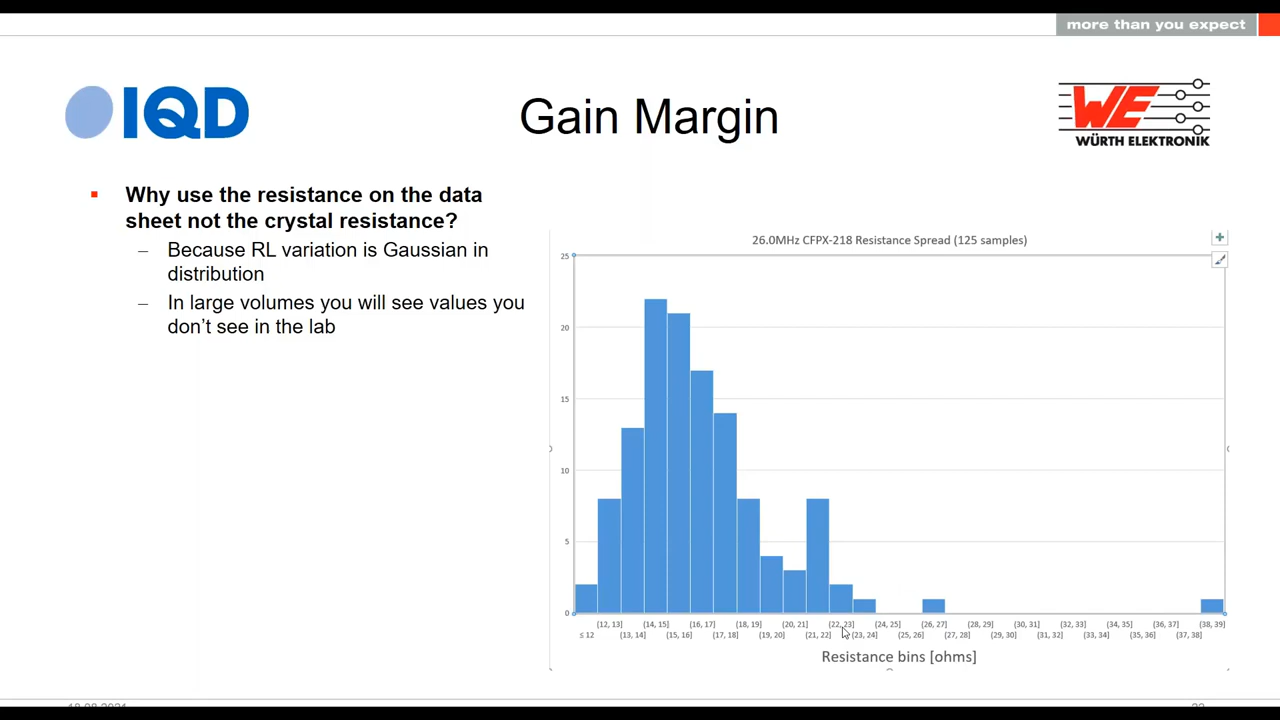 more than you expect
IQD
Gain Margin
WE
WÜRTH ELEKTRONIK
Why use the resistance on the data
sheet not the crystal resistance?
– Because RL variation is Gaussian in
distribution
– In large volumes you will see values you
don't see in the lab
26.0MHz CFPX-218 Resistance Spread (125 samples)
25
20
15
10
5
0
≤ 12
(12, 13]
(13, 14]
(14, 15]
(15, 16]
(16, 17]
(17, 18]
(18, 19]
(19, 20]
(20, 21]
(21, 22]
(22, 23]
(23, 24]
(24, 25]
(25, 26]
(26, 27]
(27, 28]
(28, 29]
(29, 30]
(30, 31]
(31, 32]
(32, 33]
(33, 34]
(34, 35]
(35, 36]
(36, 37]
(37, 38]
(38, 39]
Resistance bins [ohms]